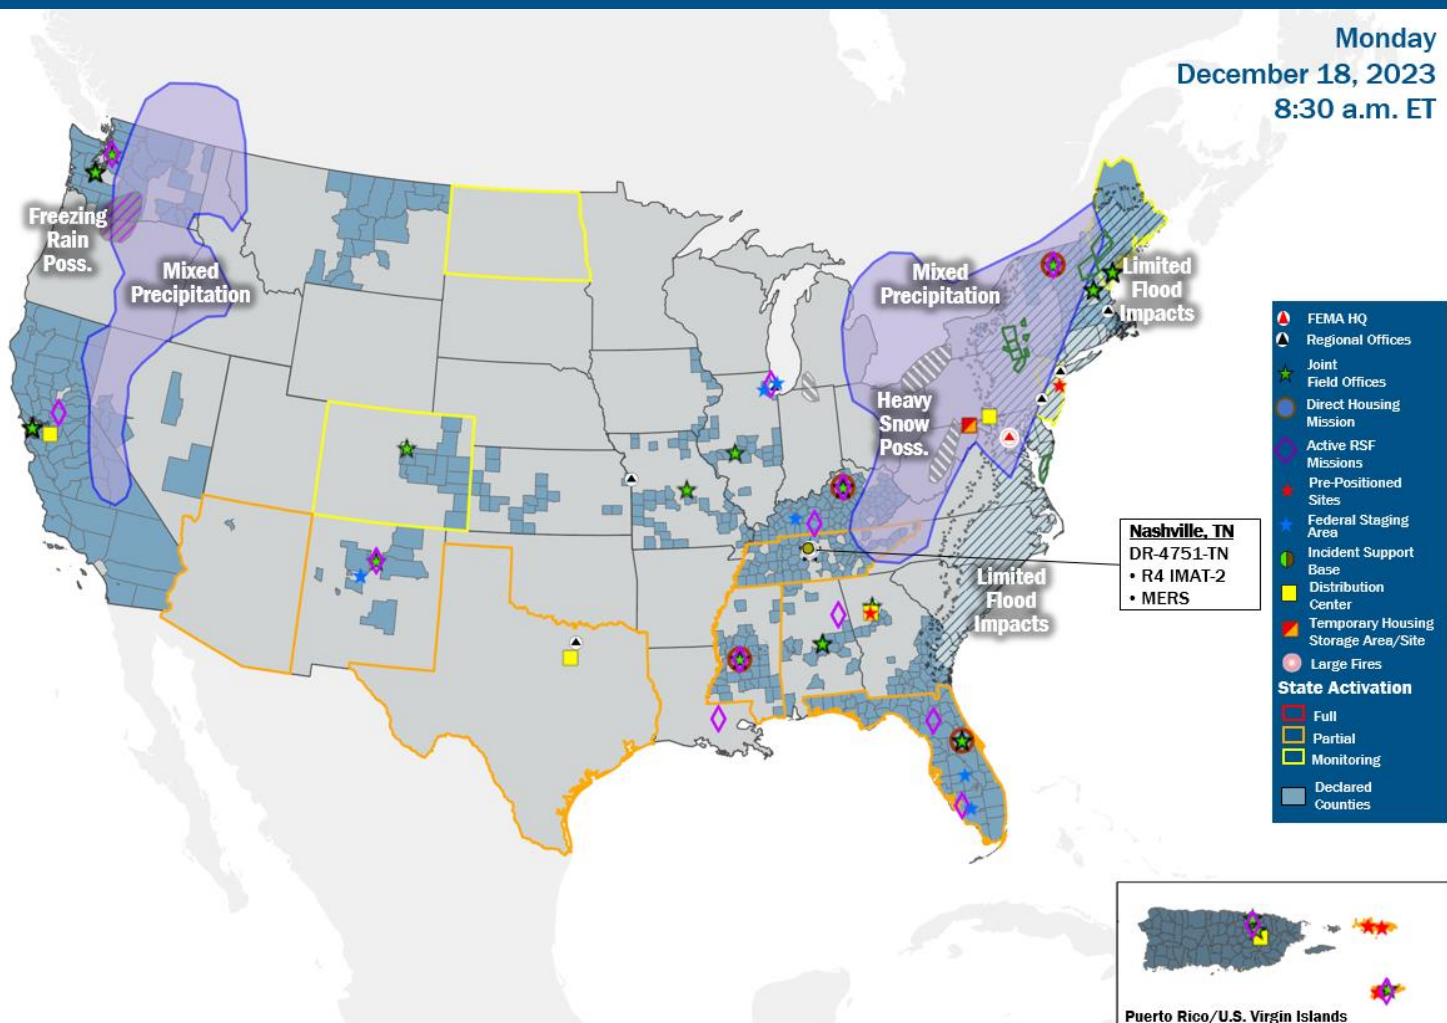 Monday
December 18, 2023
8:30 a.m. ET
Freezing
Rain
Poss.
Mixed
Precipitation
Mixed
Precipitation
Heavy
Snow
Poss.
Limited
Flood
Impacts
Limited
Flood
Impacts
Nashville, TN
DR-4751-TN
• R4 IMAT-2
• MERS
FEMA HQ
Regional Offices
Joint
Field Offices
Direct Housing
Mission
Active RSF
Missions
Pre-Positioned
Sites
Federal Staging
Area
Incident Support
Base
Distribution
Center
Temporary Housing
Storage Area/Site
Large Fires
State Activation
Full
Partial
Monitoring
Declared
Counties
Puerto Rico/U.S. Virgin Islands